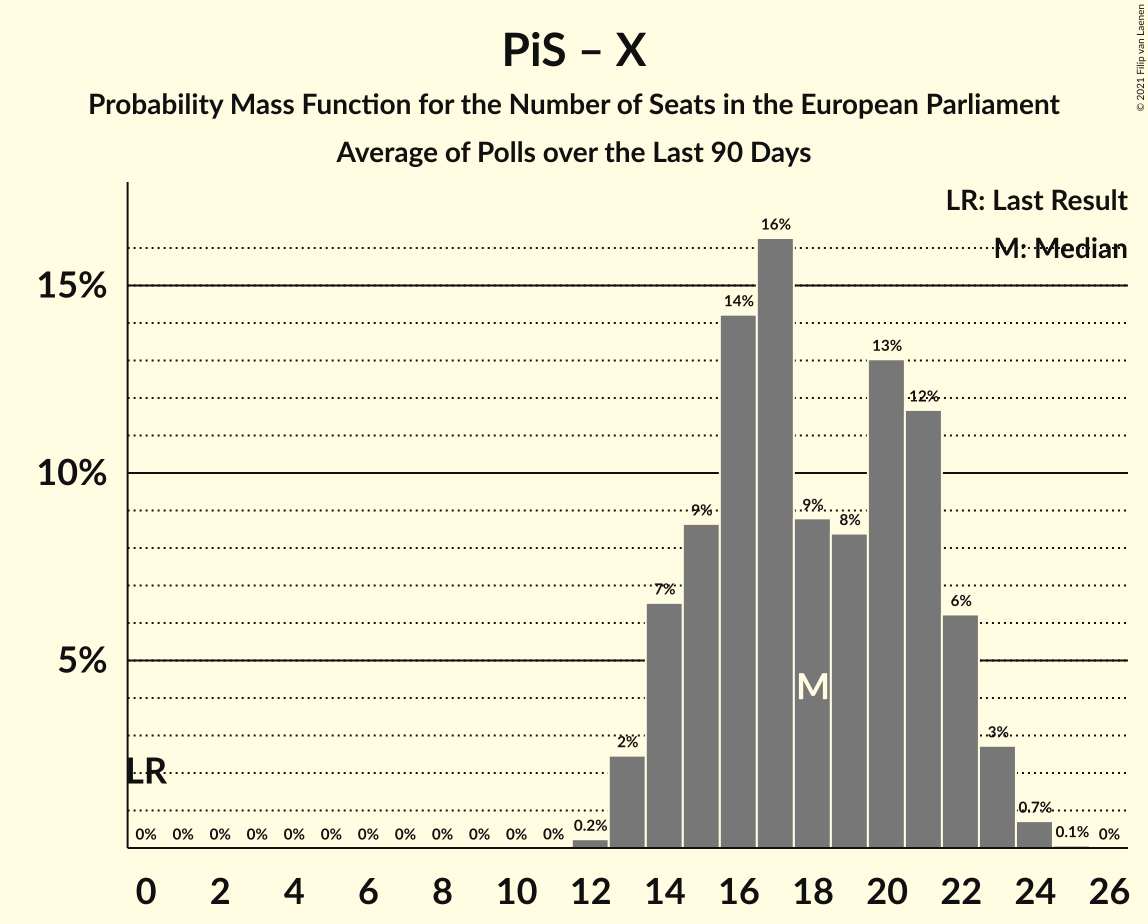 PiS – X
Probability Mass Function for the Number of Seats in the European Parliament
Average of Polls over the Last 90 Days
© 2021 Filip van Laenen
LR: Last Result
M: Median
15%
10%
5%
16%
14%
13%
12%
9%
9%
8%
7%
6%
2%
3%
M
LR
0% 0% 0% 0% 0% 0% 0% 0% 0% 0% 0% 0% 0.2% 0.7% 0.1% 0%
0 2 4 6 8 10 12 14 16 18 20 22 24 26